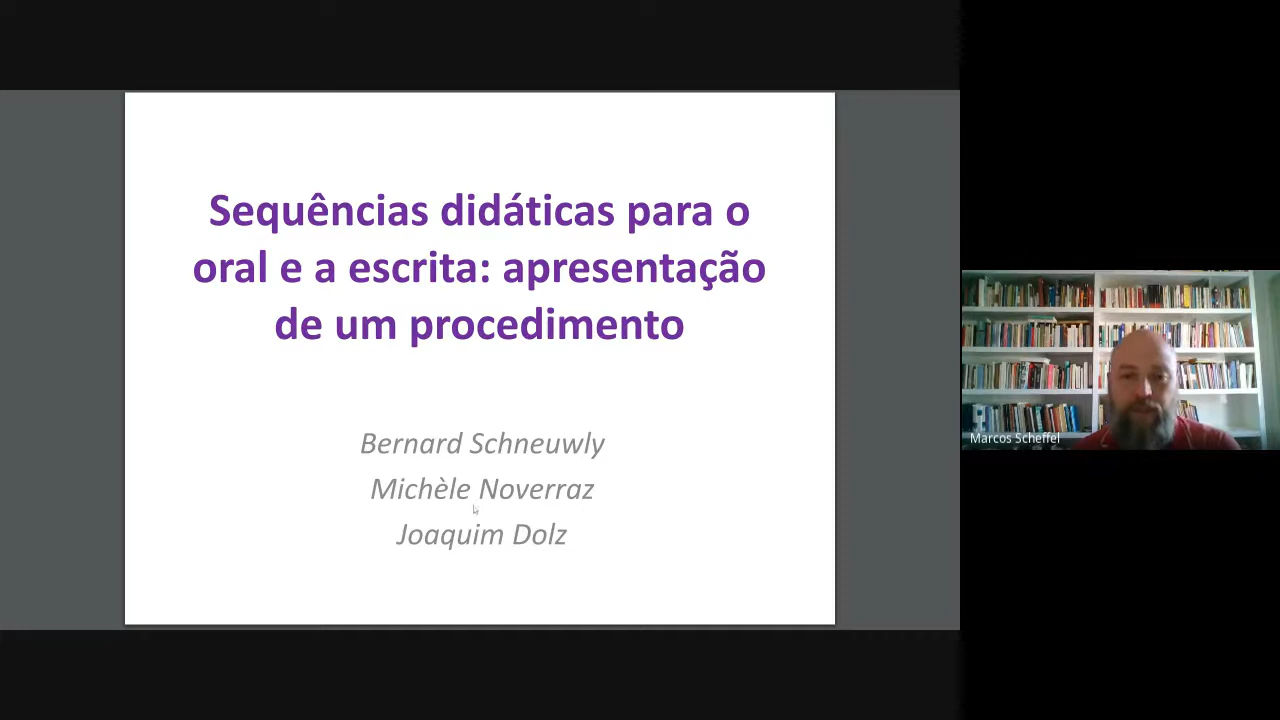 Sequências didáticas para o
oral e a escrita: apresentação
de um procedimento
Bernard Schneuwly
Michèle Noverraz
Joaquim Dolz
Marcos Scheffel